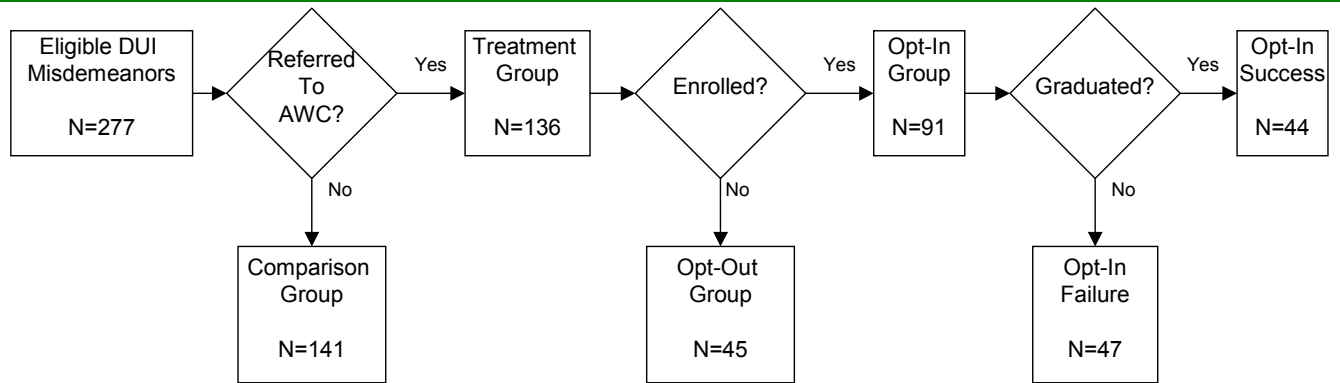 Eligible DUI
Misdemeanors
N=277
Referred
To
AWC?
Yes
No
Comparison
Group
N=141
Treatment
Group
N=136
Enrolled?
Yes
No
Opt-Out
Group
N=45
Opt-In
Group
N=91
Graduated?
Yes
No
Opt-In
Failure
N=47
Opt-In
Success
N=44